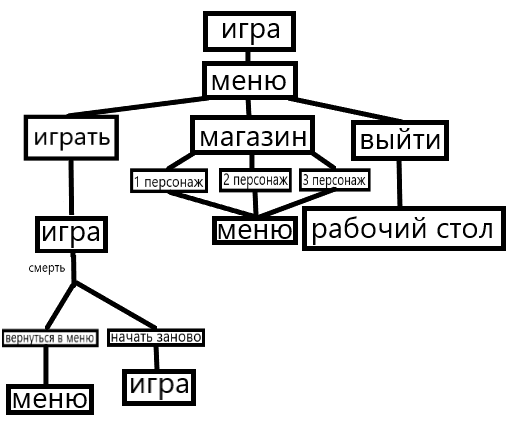 игра
меню
играть
магазин
выйти
1 персонаж
2 персонаж
3 персонаж
игра
меню
рабочий стол
смерть
вернуться в меню
начать заново
меню
игра